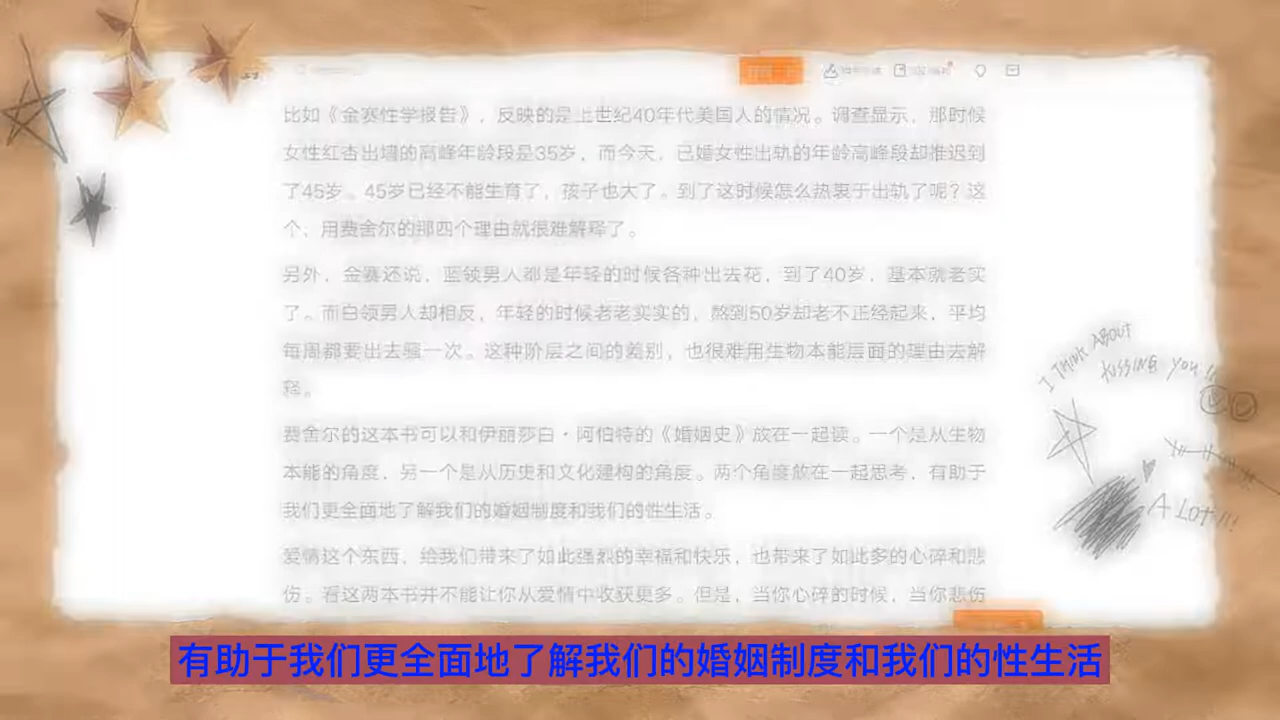 比如《金赛性学报告》，反映的是上世纪40年代美国人的情况。调查显示，那时候
女性红杏出墙的高峰年龄段是35岁，而今天，已婚女性出轨的年龄高峰段却推迟到
了45岁。45岁已经不能生育了，孩子也大了。到了这时候怎么热衷于出轨了呢？这
个，用费舍尔的那四个理由就很难解释了。
另外，金赛还说，蓝领男人都是年轻的时候各种出去花，到了40岁，基本就老实
了。而白领男人却相反，年轻的时候老老实实的，熬到50岁却老不正经起来，平均
每周都要出去骚一次。这种阶层之间的差别，也很难用生物本能层面的理由去解
释。
I THINK ABOUT
KISSING YOU !!
费舍尔的这本书可以和伊丽莎白·阿伯特的《婚姻史》放在一起读。一个是从生物
本能的角度，另一个是从历史和文化建构的角度。两个角度放在一起思考，有助于
我们更全面地了解我们的婚姻制度和我们的性生活。
A LOT!!!
爱情这个东西，给我们带来了如此强烈的幸福和快乐，也带来了如此多的心碎和悲
伤。看这两本书并不能让你从爱情中收获更多。但是，当你心碎的时候，当你悲伤
有助于我们更全面地了解我们的婚姻制度和我们的性生活